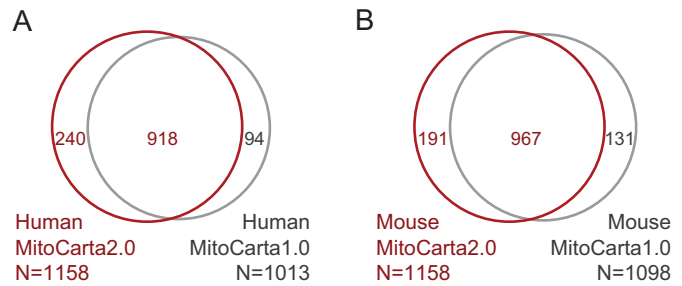 A
240
918
94
Human
MitoCarta2.0
N=1158
Human
MitoCarta1.0
N=1013
B
191
967
131
Mouse
MitoCarta2.0
N=1158
Mouse
MitoCarta1.0
N=1098